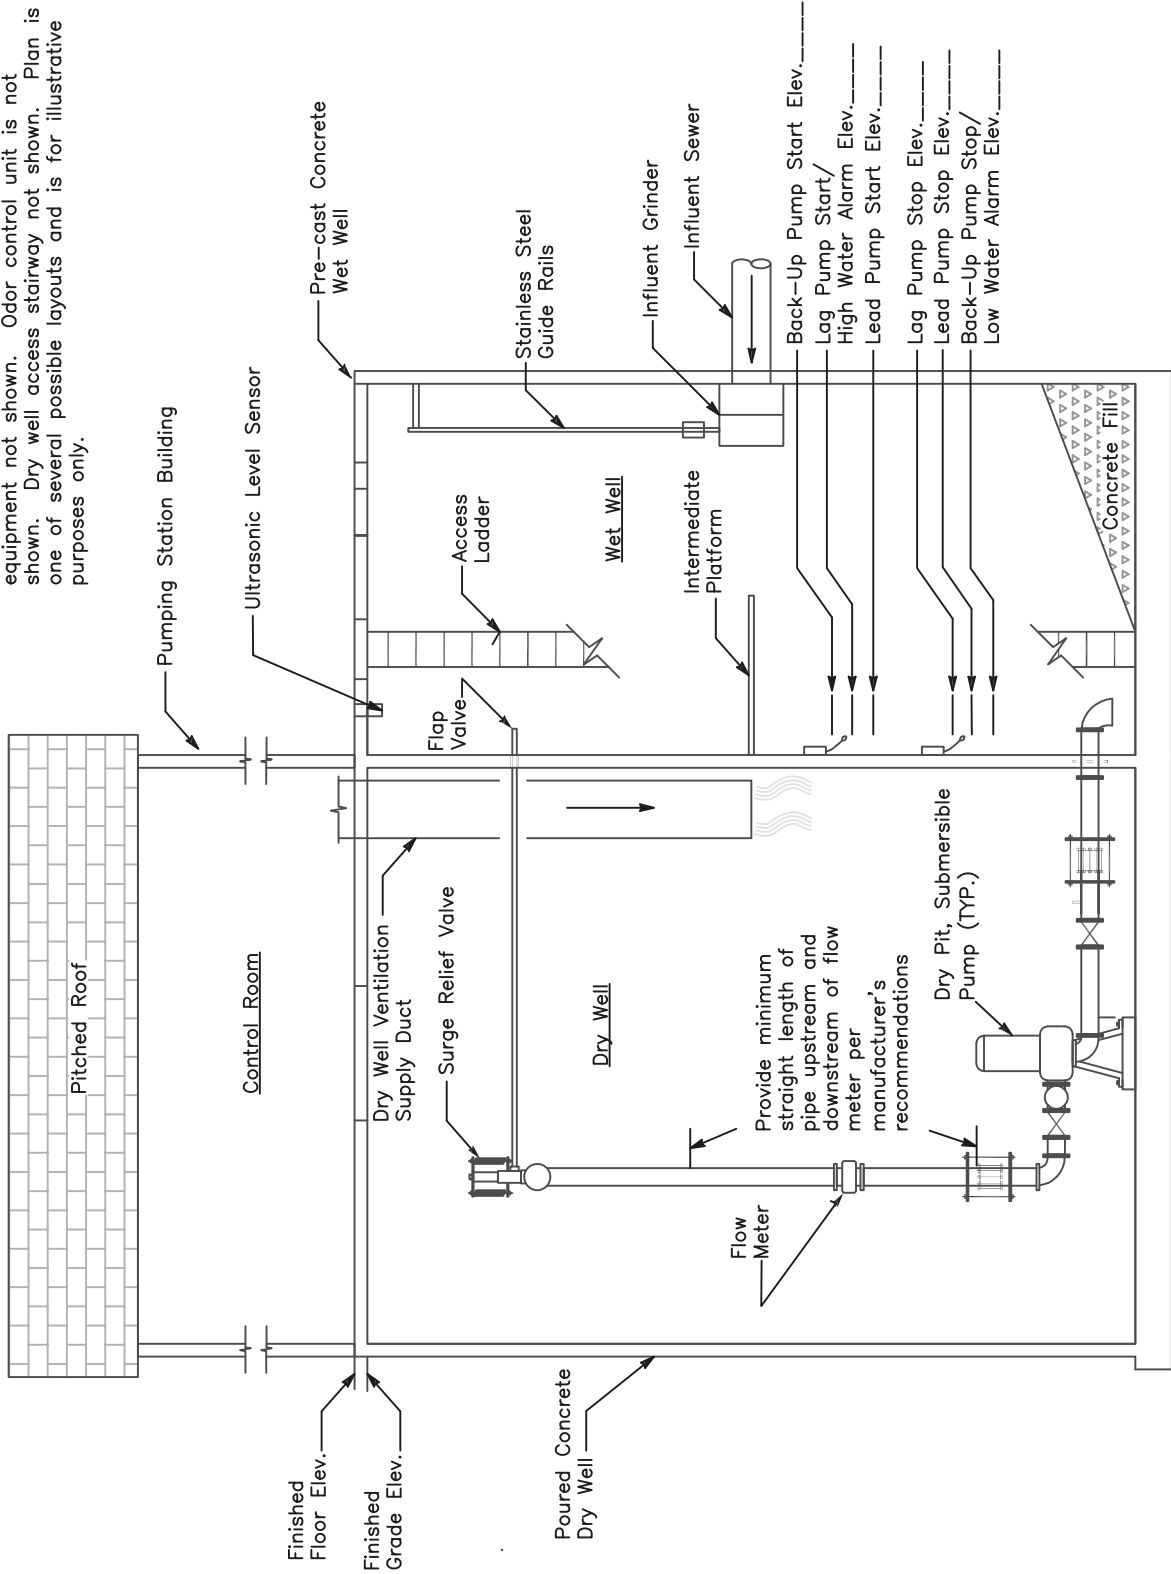 equipment not shown.  Odor control unit is not
shown.  Dry well access stairway not shown.  Plan is
one of several possible layouts and is for illustrative
purposes only.
Pumping Station Building
Ultrasonic Level Sensor
Pre-cast Concrete
Wet Well
Pitched Roof
Control Room
Finished
Floor Elev.
Finished
Grade Elev.
Dry Well Ventilation
Supply Duct
Surge Relief Valve
Flap
Valve
Access
Ladder
Stainless Steel
Guide Rails
Poured Concrete
Dry Well
Dry Well
Wet Well
Influent Grinder
Influent Sewer
Intermediate
Platform
Flow
Meter
Provide minimum
straight length of
pipe upstream and
downstream of flow
meter per
manufacturer's
recommendations
Back-Up Pump Start Elev.______
Lag Pump Start/
High Water Alarm Elev._____
Lead Pump Start Elev._____
Lag Pump Stop Elev._____
Lead Pump Stop Elev._____
Back-Up Pump Stop/
Low Water Alarm Elev._____
Dry Pit, Submersible
Pump (TYP.)
Concrete Fill